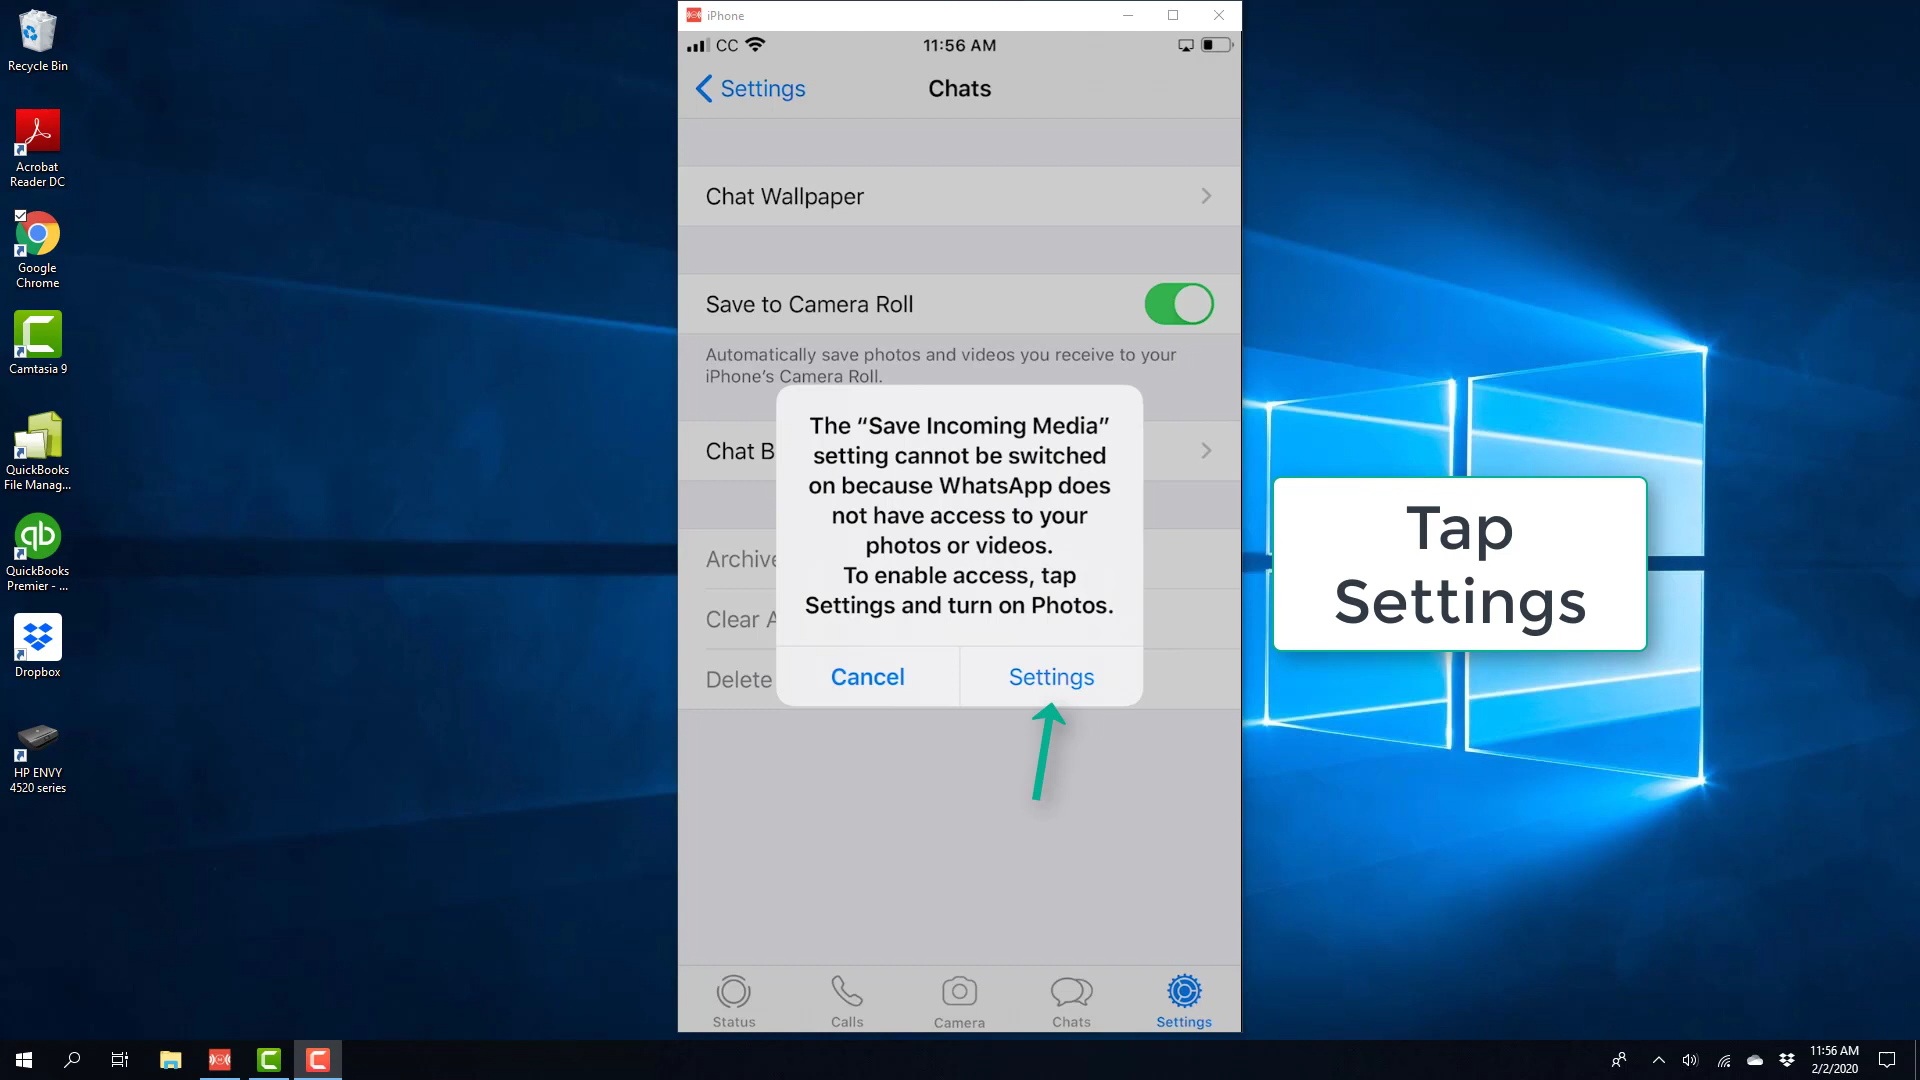 Recycle Bin
Acrobat
Reader DC
Google
Chrome
Camtasia 9
QuickBooks
File Manag...
QuickBooks
Premier - ...
Dropbox
HP ENVY
4520 series
iPhone
CC
11:56 AM
Settings
Chats
Chat Wallpaper
Save to Camera Roll
Automatically save photos and videos you receive to your
iPhone's Camera Roll.
Chat B
Archive
Clear A
Delete
The “Save Incoming Media”
setting cannot be switched
on because WhatsApp does
not have access to your
photos or videos.
To enable access, tap
Settings and turn on Photos.
Cancel
Settings
Tap
Settings
Status
Calls
Camera
Chats
Settings
11:56 AM
2/2/2020